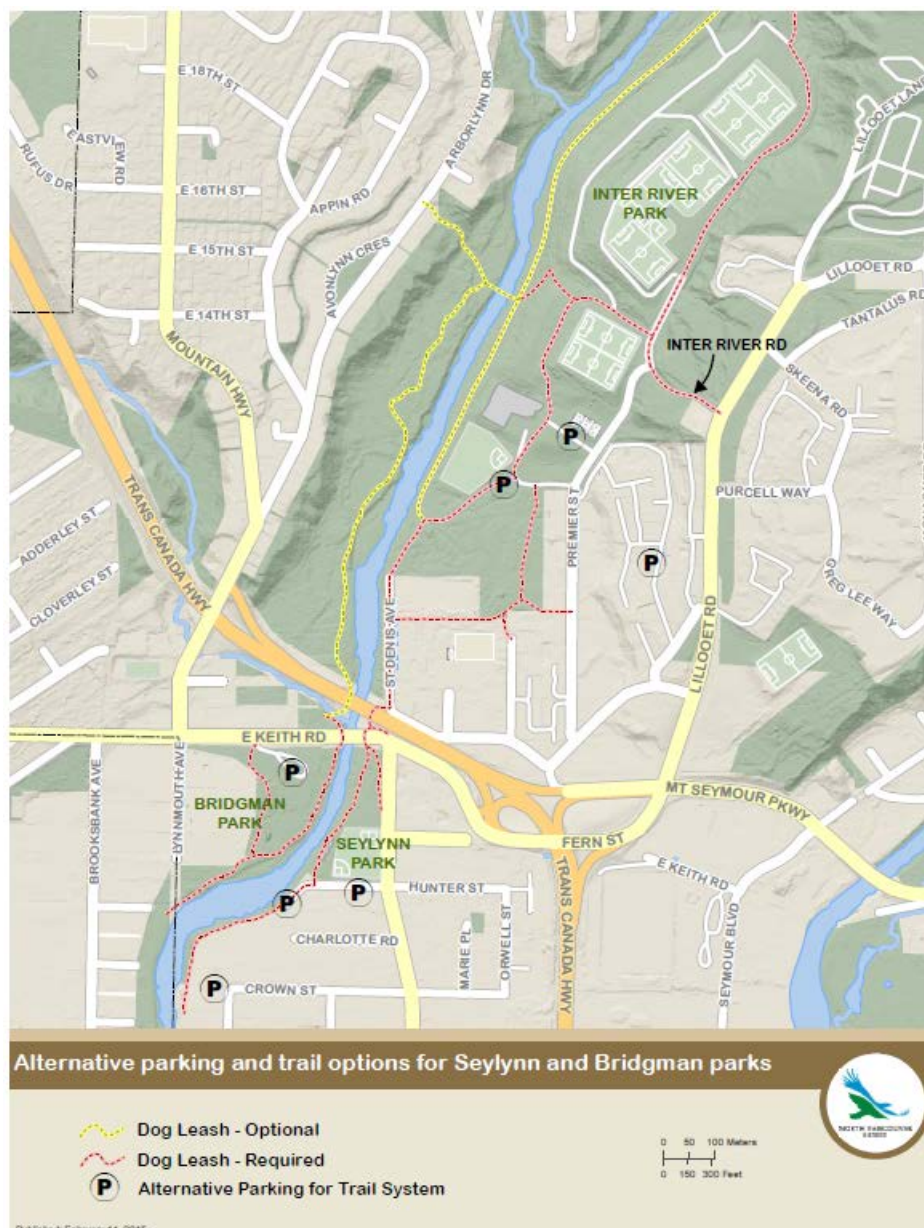 E 18TH ST
EASTVIEW RD
RUFUS DR
E 16TH ST
ARBORLYNN DR
APPIN RD
E 15TH ST
AVONLYNN CRES
E 14TH ST
MOUNTAIN HWY
INTER RIVER
PARK
LILLOOET LANE
LILLOOET RD
TANTALUS RD
INTER RIVER RD
SKEENA RD
P
P
PURCELL WAY
PREMIER ST
P
GREG LEE WAY
ADDERLEY ST
TRANS CANADA HWY
CLOVERLEY ST
ST DENIS AVE
LILLOOET RD
E KEITH RD
P
BROOKSBANK AVE
LYNNMOUTH AVE
BRIDGMAN
PARK
SEYLYNN
PARK
MT SEYMOUR PKWY
FERN ST
TRANS CANADA HWY
E KEITH RD
P
P
HUNTER ST
CHARLOTTE RD
MARIE PL
ORWELL ST
SEYMOUR BLVD
P
CROWN ST
Alternative parking and trail options for Seylynn and Bridgman parks
Dog Leash - Optional
Dog Leash - Required
P Alternative Parking for Trail System
0 50 100 Meters
0 150 300 Feet
NORTH VANCOUVER
DISTRICT